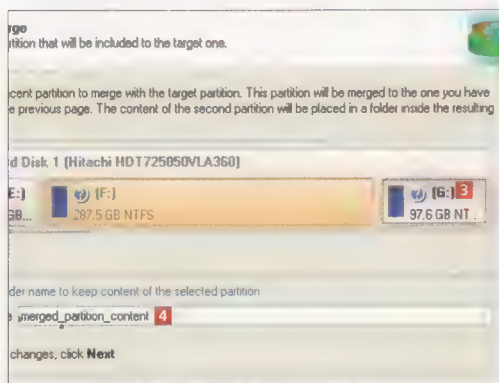 rge
rtition that will be included to the target one.
cent partition to merge with the target partition. This partition will be merged to the one you have
e previous page. The content of the second partition will be placed in a folder inside the resulting
d Disk 1 (Hitachi HDT725050VLA360)
E:) (F:) (G:) 3
GB... 287.5 GB NTFS 97.6 GB NT...
der name to keep content of the selected partition
e merged_partition_content 4
changes, click Next